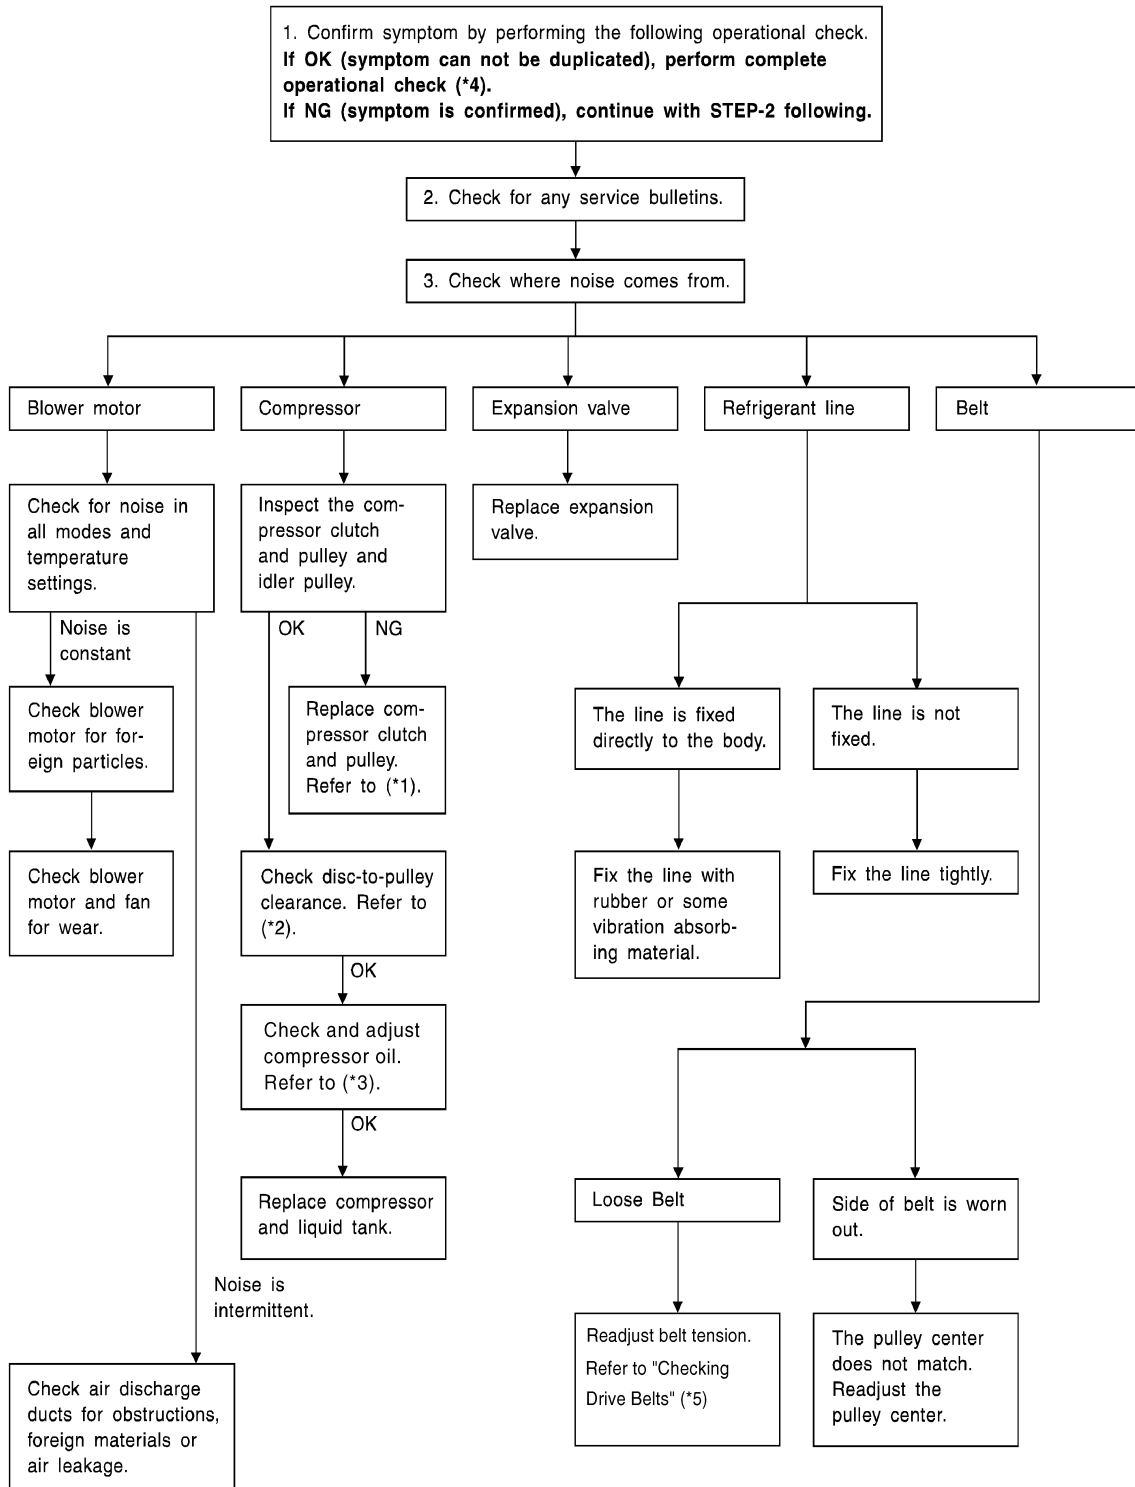 1. Confirm symptom by performing the following operational check.
If OK (symptom can not be duplicated), perform complete
operational check (*4).
If NG (symptom is confirmed), continue with STEP-2 following.
2. Check for any service bulletins.
3. Check where noise comes from.
Blower motor
Compressor
Expansion valve
Refrigerant line
Belt
Check for noise in
all modes and
temperature
settings.
Inspect the com-
pressor clutch
and pulley and
idler pulley.
Replace expansion
valve.
Noise is
constant
OK
NG
Check blower
motor for for-
eign particles.
Replace com-
pressor clutch
and pulley.
Refer to (*1).
The line is fixed
directly to the body.
The line is not
fixed.
Check blower
motor and fan
for wear.
Check disc-to-pulley
clearance. Refer to
(*2).
Fix the line with
rubber or some
vibration absorb-
ing material.
Fix the line tightly.
OK
Check and adjust
compressor oil.
Refer to (*3).
OK
Replace compressor
and liquid tank.
Loose Belt
Side of belt is worn
out.
Noise is
intermittent.
Readjust belt tension.
Refer to "Checking
Drive Belts" (*5)
The pulley center
does not match.
Readjust the
pulley center.
Check air discharge
ducts for obstructions,
foreign materials or
air leakage.